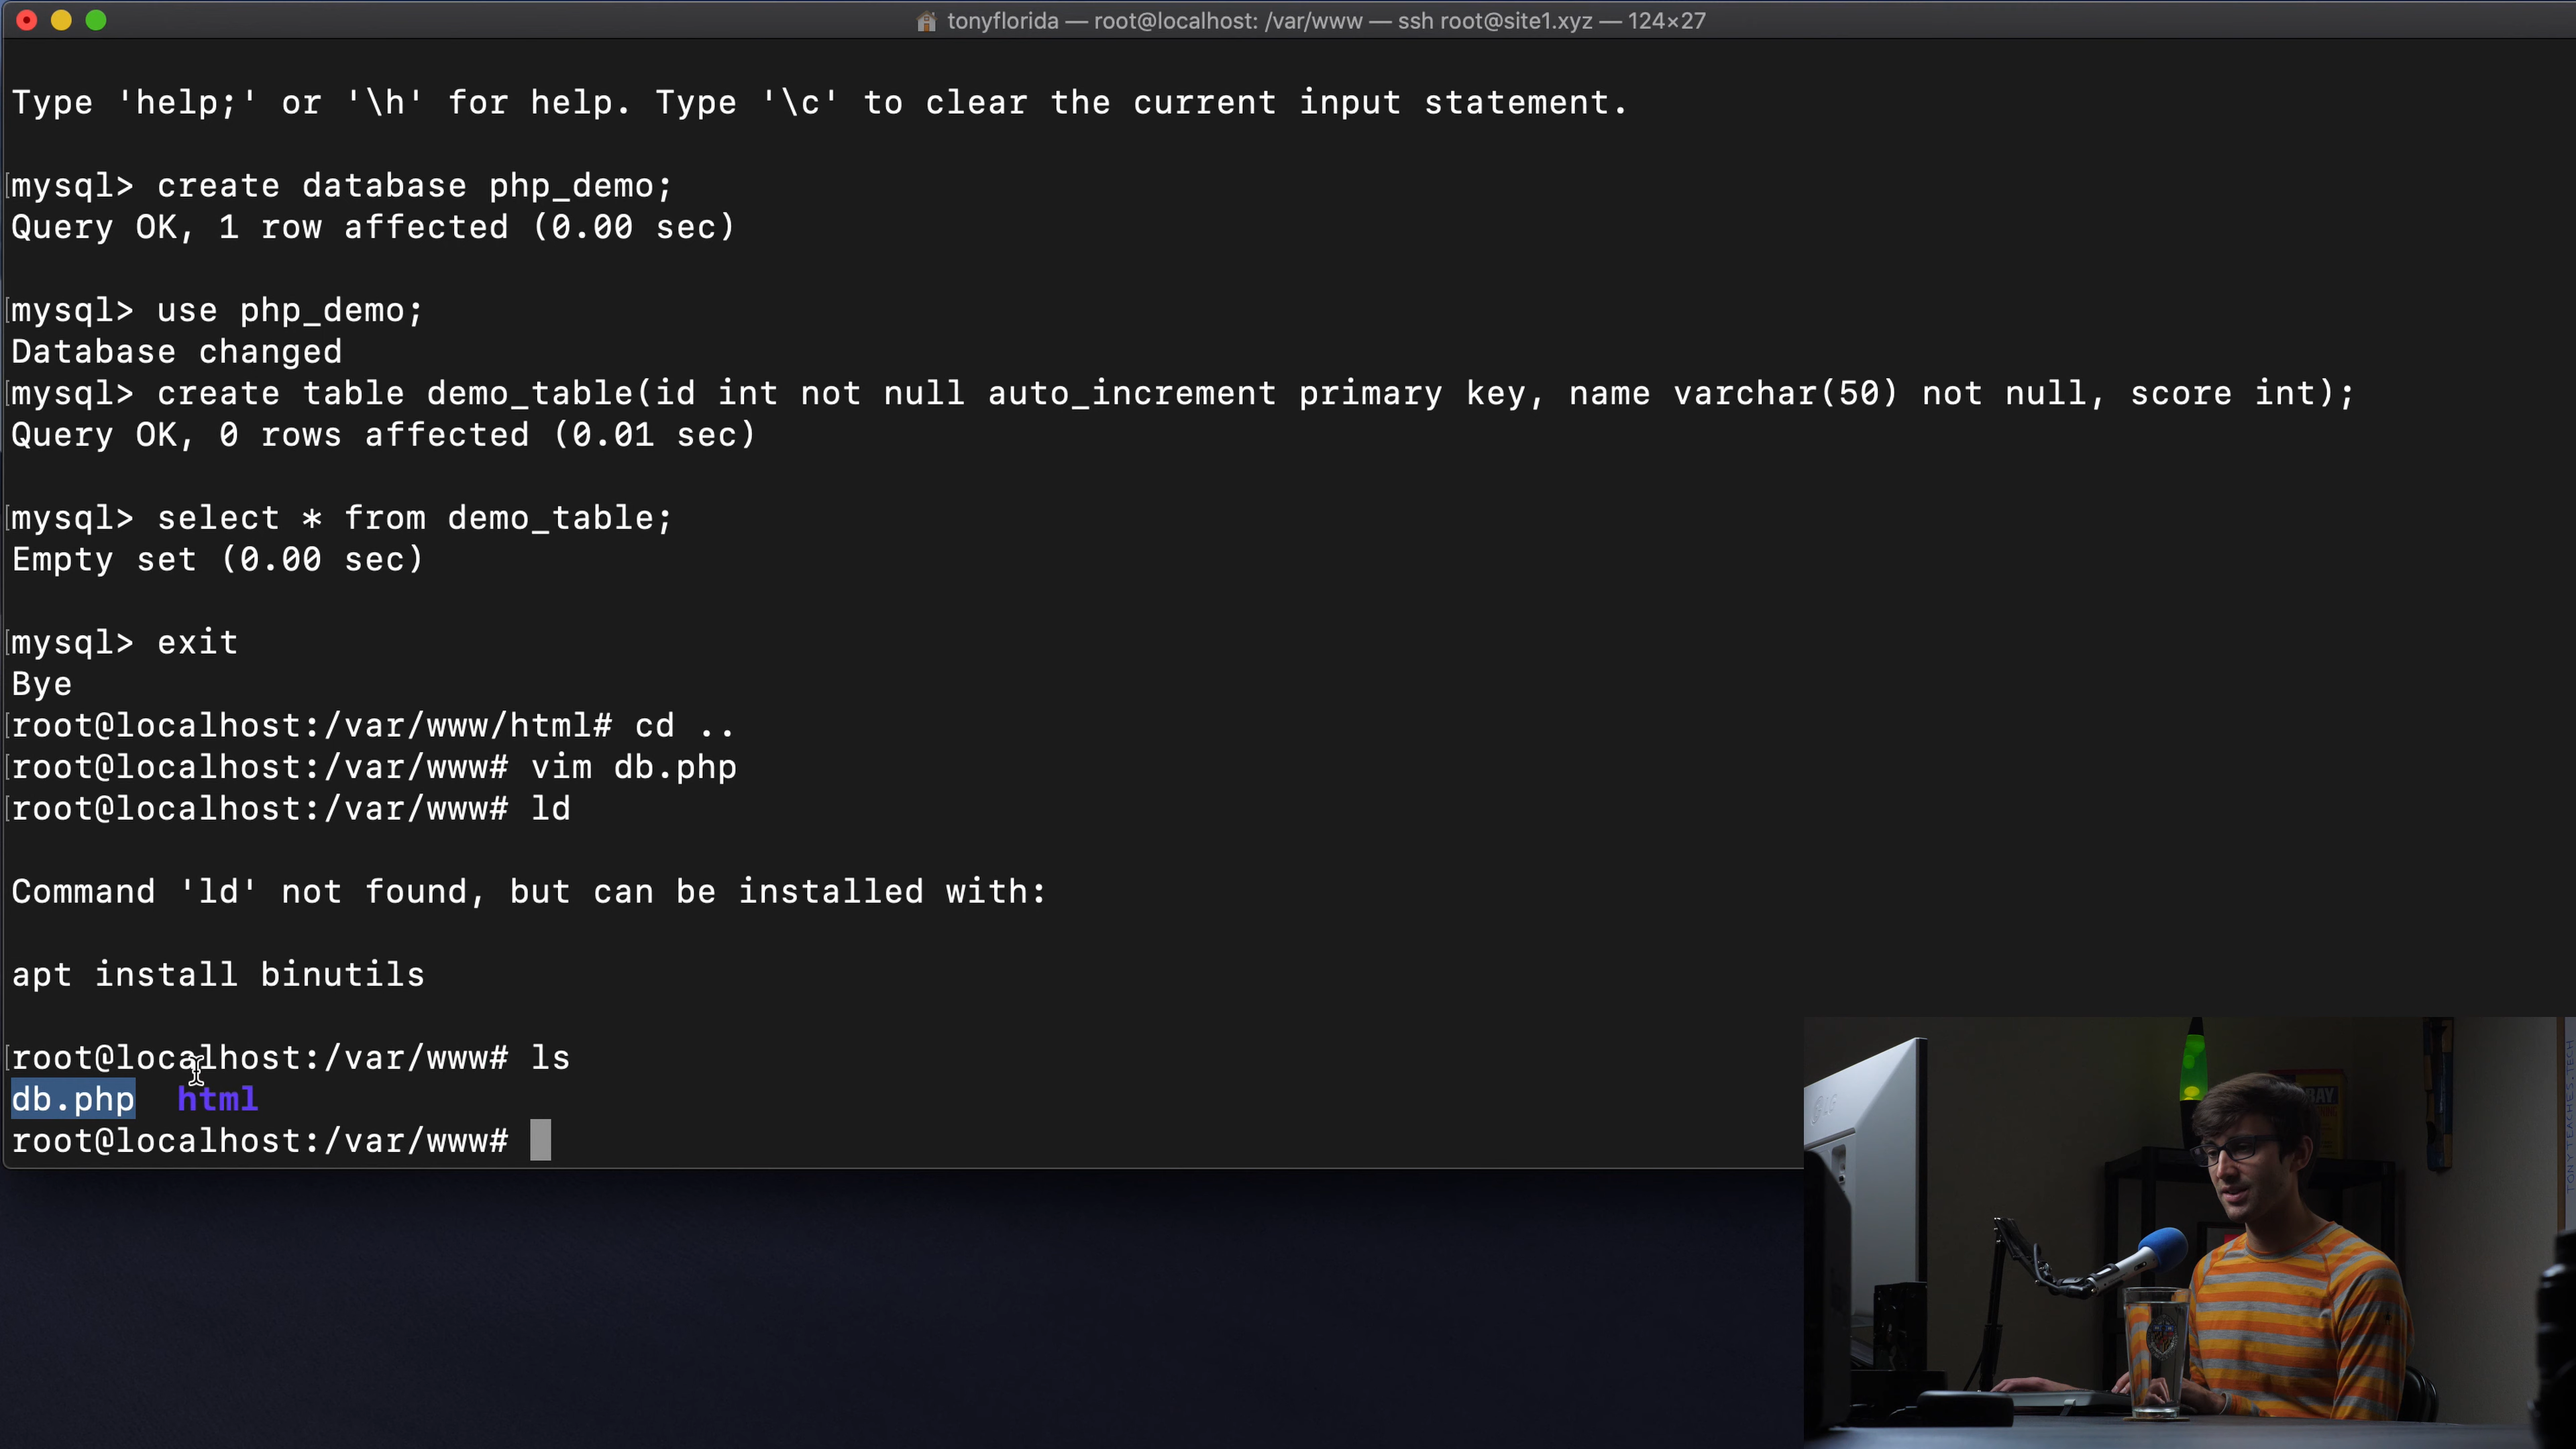 tonyflorida — root@localhost: /var/www — ssh root@site1.xyz — 124×27
Type 'help;' or '\h' for help. Type '\c' to clear the current input statement.
[mysql> create database php_demo;
Query OK, 1 row affected (0.00 sec)
[mysql> use php_demo;
Database changed
[mysql> create table demo_table(id int not null auto_increment primary key, name varchar(50) not null, score int);
Query OK, 0 rows affected (0.01 sec)
[mysql> select * from demo_table;
Empty set (0.00 sec)
[mysql> exit
Bye
[root@localhost:/var/www/html# cd ..
[root@localhost:/var/www# vim db.php
[root@localhost:/var/www# ld
Command 'ld' not found, but can be installed with:
apt install binutils
[root@localhost:/var/www# ls
db.php  html
root@localhost:/var/www#
LG
TONYTEACHES.TECH